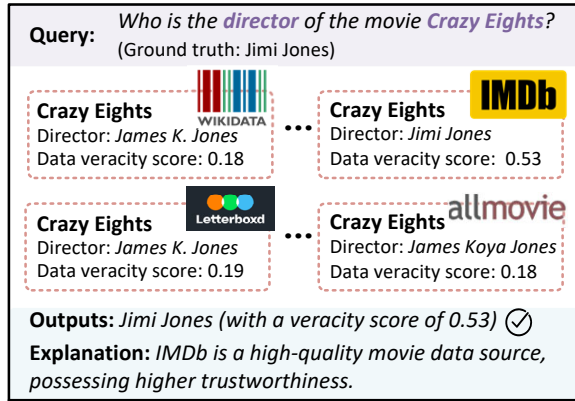 Query: Who is the director of the movie Crazy Eights?
(Ground truth: Jimi Jones)
WIKIDATA
Crazy Eights
Director: James K. Jones
Data veracity score: 0.18
...
IMDb
Crazy Eights
Director: Jimi Jones
Data veracity score: 0.53
Letterboxd
Crazy Eights
Director: James K. Jones
Data veracity score: 0.19
...
allmovie
Crazy Eights
Director: James Koya Jones
Data veracity score: 0.18
Outputs: Jimi Jones (with a veracity score of 0.53)
Explanation: IMDb is a high-quality movie data source,
possessing higher trustworthiness.